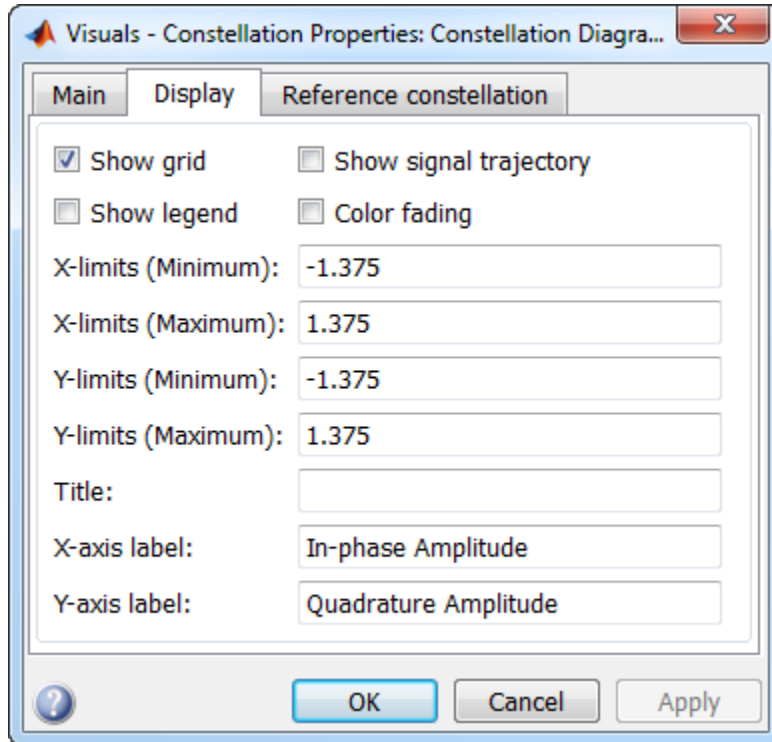 Visuals - Constellation Properties: Constellation Diagra...
Main Display Reference constellation
Show grid Show signal trajectory
Show legend Color fading
X-limits (Minimum): -1.375
X-limits (Maximum): 1.375
Y-limits (Minimum): -1.375
Y-limits (Maximum): 1.375
Title:
X-axis label: In-phase Amplitude
Y-axis label: Quadrature Amplitude
? OK Cancel Apply